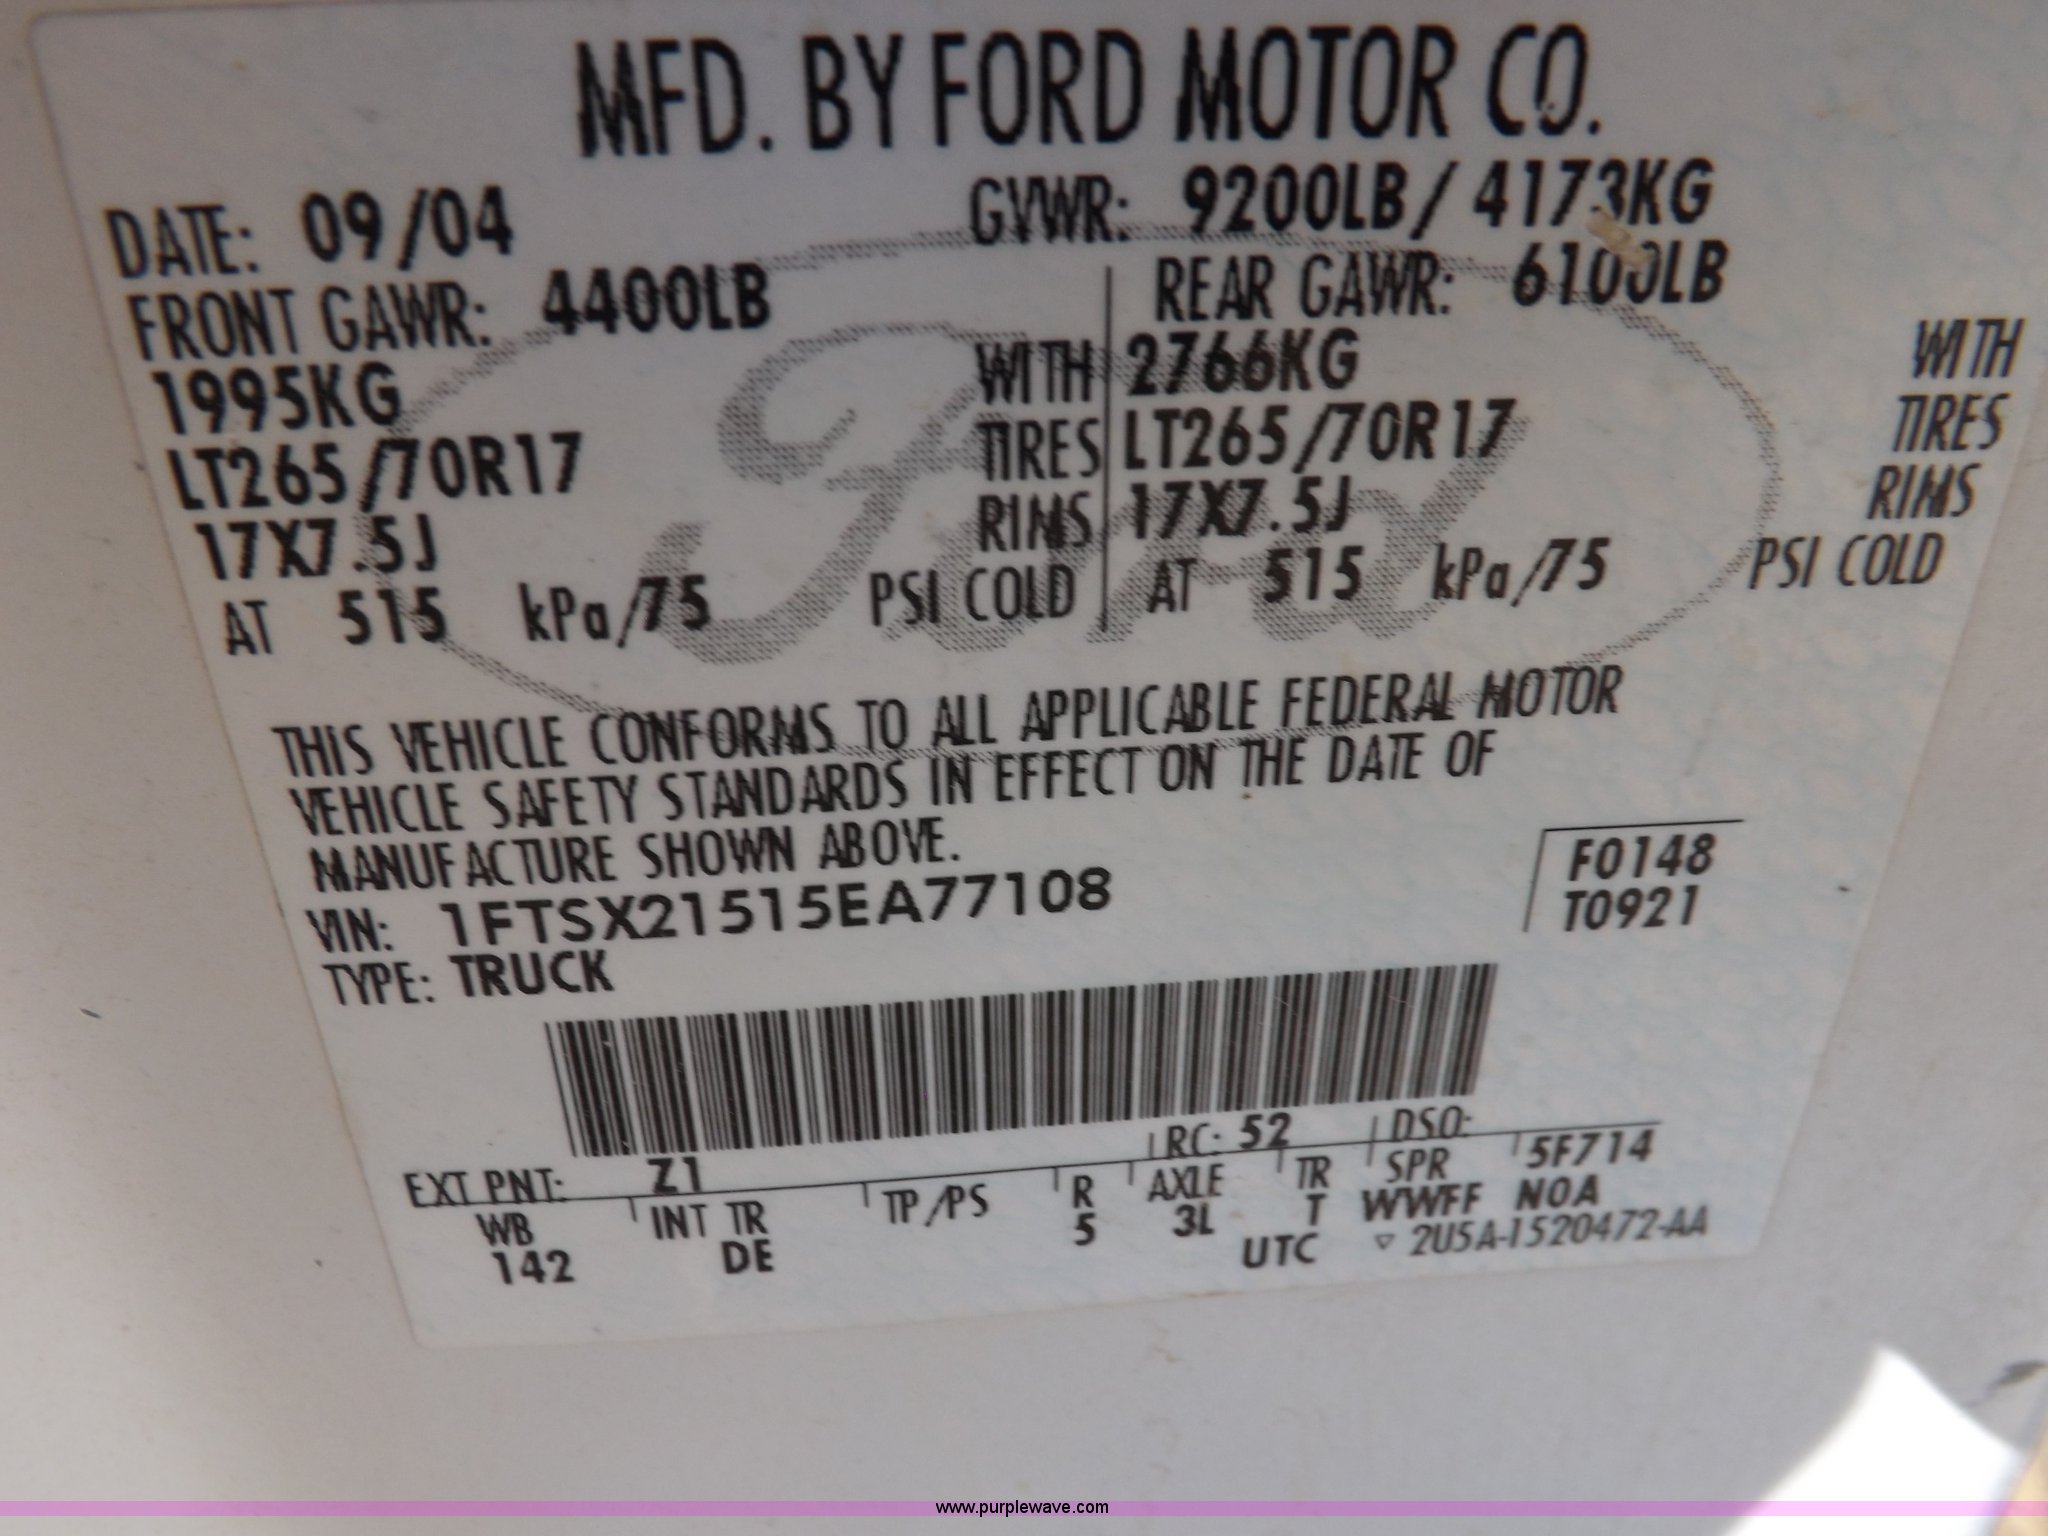 MFD. BY FORD MOTOR CO.
DATE: 09/04 GVWR: 9200LB/ 4173KG
FRONT GAWR: 4400LB REAR GAWR: 6100LB
1995KG WITH 2766KG WITH
LT265/70R17 TIRES LT265/70R17 TIRES
17X7.5J RIMS 17X7.5J RIMS
AT 515 kPa/75 PSI COLD AT 515 kPa/75 PSI COLD
Ford
THIS VEHICLE CONFORMS TO ALL APPLICABLE FEDERAL MOTOR
VEHICLE SAFETY STANDARDS IN EFFECT ON THE DATE OF
MANUFACTURE SHOWN ABOVE.
VIN: 1FTSX21515EA77108
F0148
T0921
TYPE: TRUCK
EXT PNT: Z1 RC: 52 DSO:
WB INT TR TP/PS R AXLE TR SPR 5F714
142 DE 5 3L T WWFF NOA
UTC ▽ 2U5A-1520472-AA
www.purplewave.com